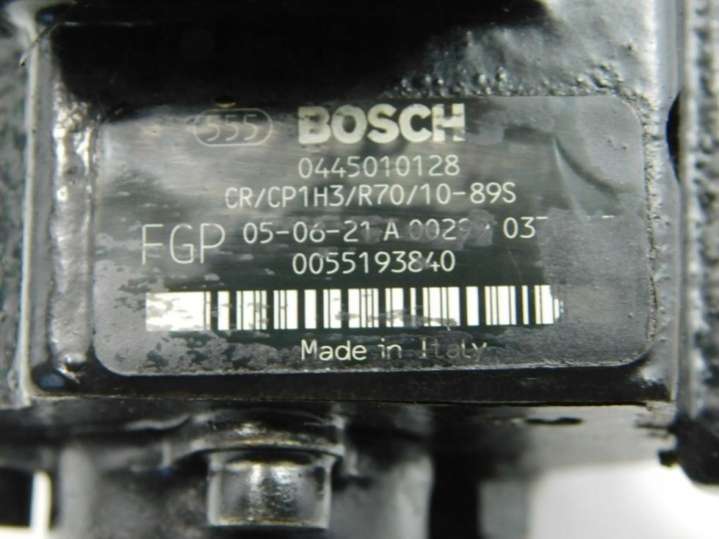 555 BOSCH
0445010128
CR/CP1H3/R70/10-89S
FGP 05-06-21 A
0055193840
Made in Italy